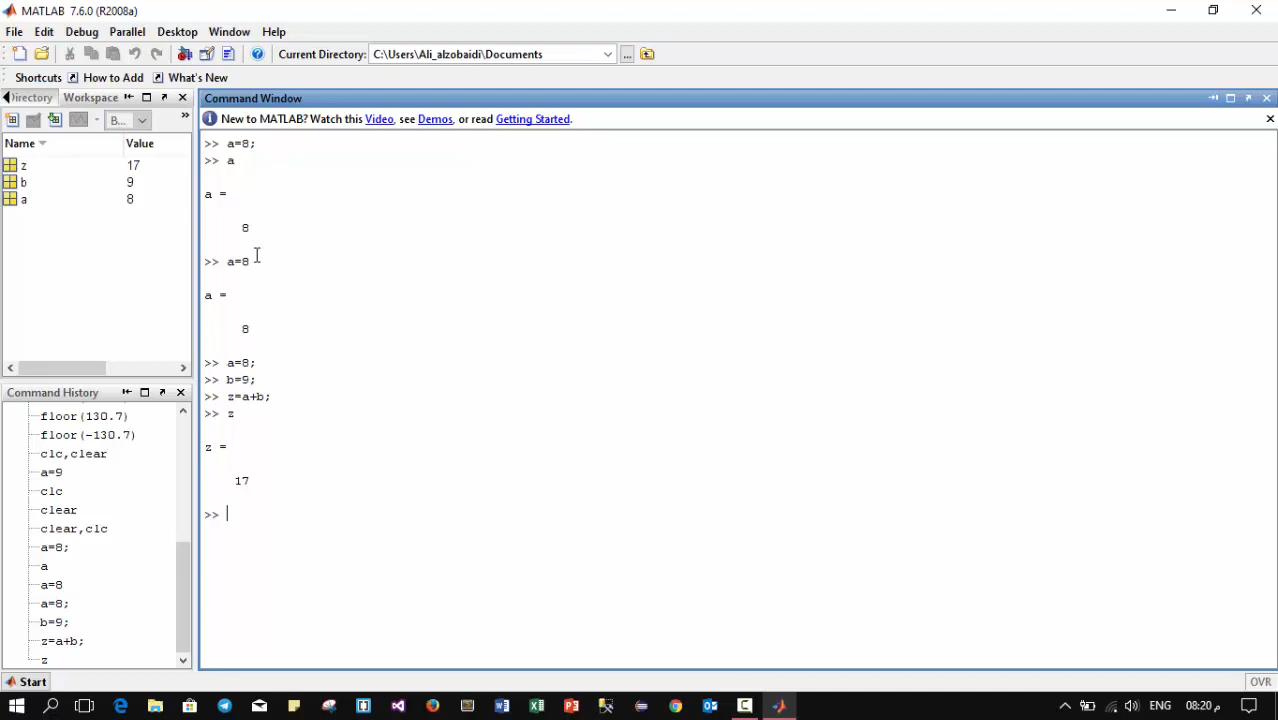 MATLAB 7.6.0 (R2008a)
File Edit Debug Parallel Desktop Window Help
Current Directory: C:\Users\Ali_alzobaidi\Documents ...
Shortcuts How to Add What's New
Directory Workspace
Command Window
B...
New to MATLAB? Watch this Video, see Demos, or read Getting Started.
Name Value
z 17
b 9
a 8
>> a=8;
>> a
a =
8
>> a=8
a =
8
>> a=8;
>> b=9;
>> z=a+b;
>> z
z =
17
>>
Command History
floor(130.7)
floor(-130.7)
clc,clear
a=9
clc
clear
clear,clc
a=8;
a
a=8
a=8;
b=9;
z=a+b;
z
Start
OVR
ENG 08:20 م